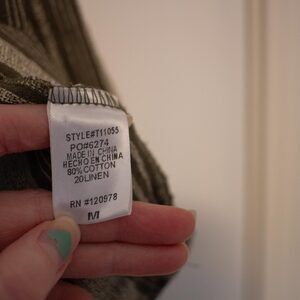 STYLE#T11055
PO#6274
MADE IN CHINA
HECHO EN CHINA
80% COTTON
20LINEN
RN #120978
M